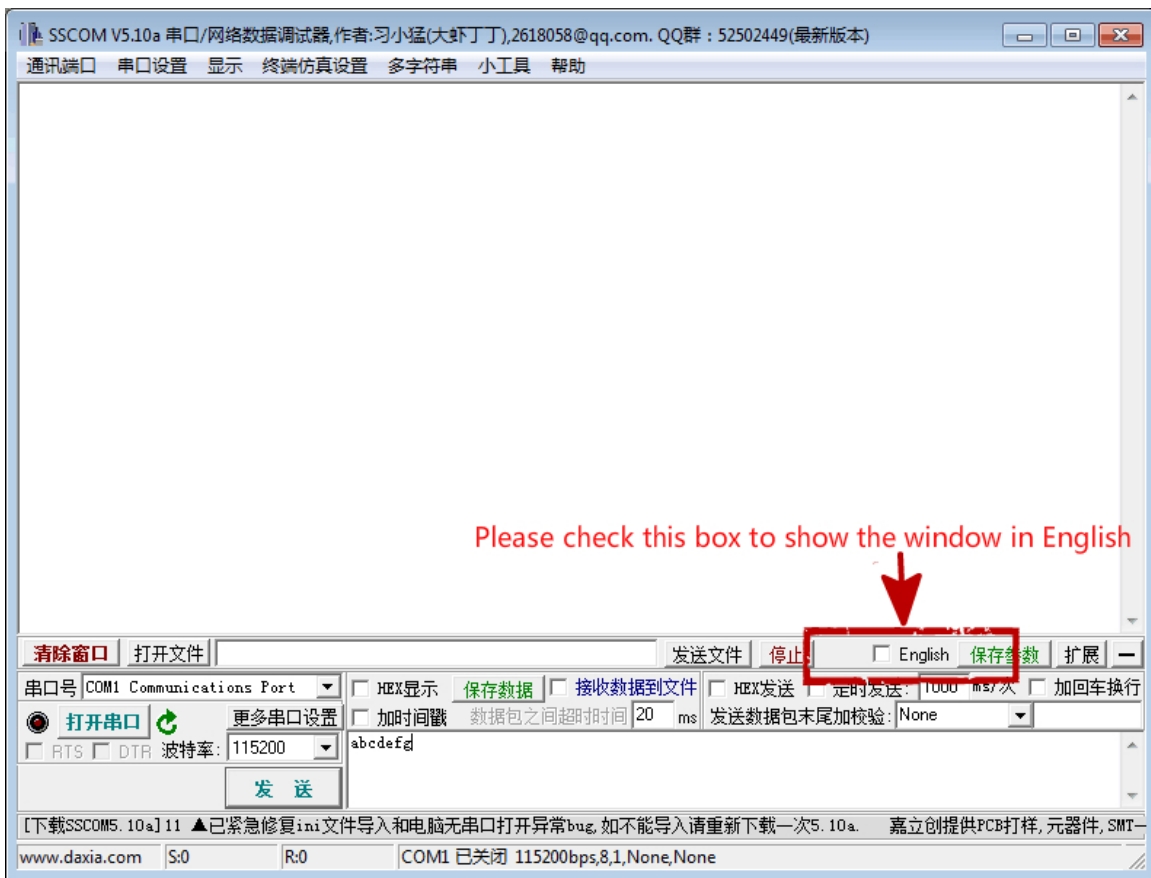 SSCOM V5.10a 串口/网络数据调试器,作者:习小猛(大虾丁丁),2618058@qq.com. QQ群：52502449(最新版本)
通讯端口 串口设置 显示 终端仿真设置 多字符串 小工具 帮助
Please check this box to show the window in English
清除窗口 打开文件 发送文件 停止 English 保存参数 扩展 —
串口号 COM1 Communications Port HEX显示 保存数据 接收数据到文件 HEX发送 定时发送: 1000 ms/次 加回车换行
打开串口 更多串口设置 加时间戳 数据包之间超时时间 20 ms 发送数据包末尾加校验: None
RTS DTR 波特率: 115200 abcdefg
发 送
[下载SSCOM5.10a]11 ▲已紧急修复ini文件导入和电脑无串口打开异常bug,如不能导入请重新下载一次5.10a. 嘉立创提供PCB打样,元器件,SMT—
www.daxia.com S:0 R:0 COM1 已关闭 115200bps,8,1,None,None